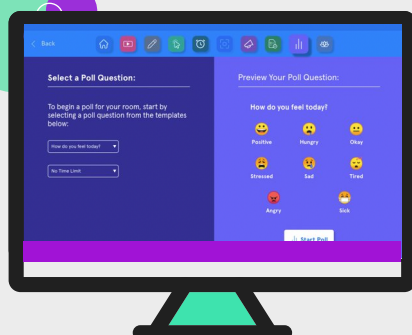 Back
Select a Poll Question:
To begin a poll for your room, start by
selecting a poll question from the templates
below:
How do you feel today?
No Time Limit
Preview Your Poll Question:
How do you feel today?
Positive Hungry Okay
Stressed Sad Tired
Angry Sick
Start Poll